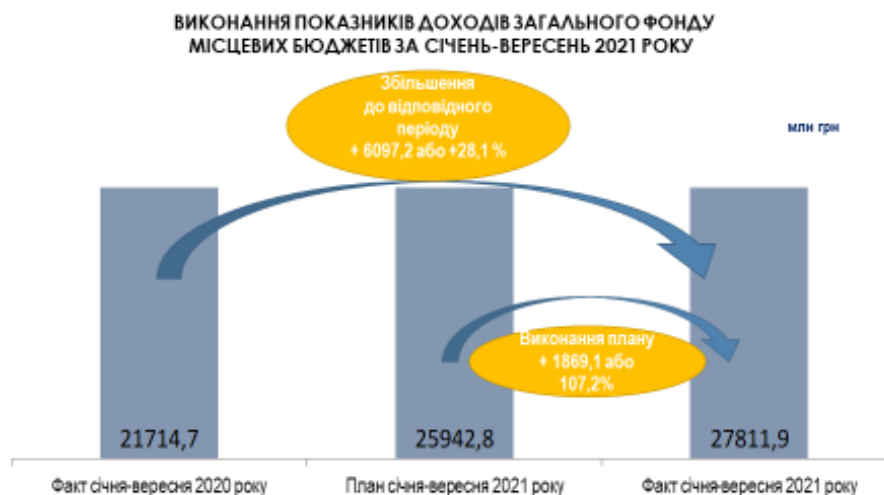 ВИКОНАННЯ ПОКАЗНИКІВ ДОХОДІВ ЗАГАЛЬНОГО ФОНДУ
МІСЦЕВИХ БЮДЖЕТІВ ЗА СІЧЕНЬ-ВЕРЕСЕНЬ 2021 РОКУ
Збільшення
до відповідного
періоду
+ 6097,2 або +28,1 %
млн грн
Виконання плану
+ 1869,1 або
107,2%
21714,7
25942,8
27811,9
Факт січня-вересня 2020 року
План січня-вересня 2021 року
Факт січня-вересня 2021 року